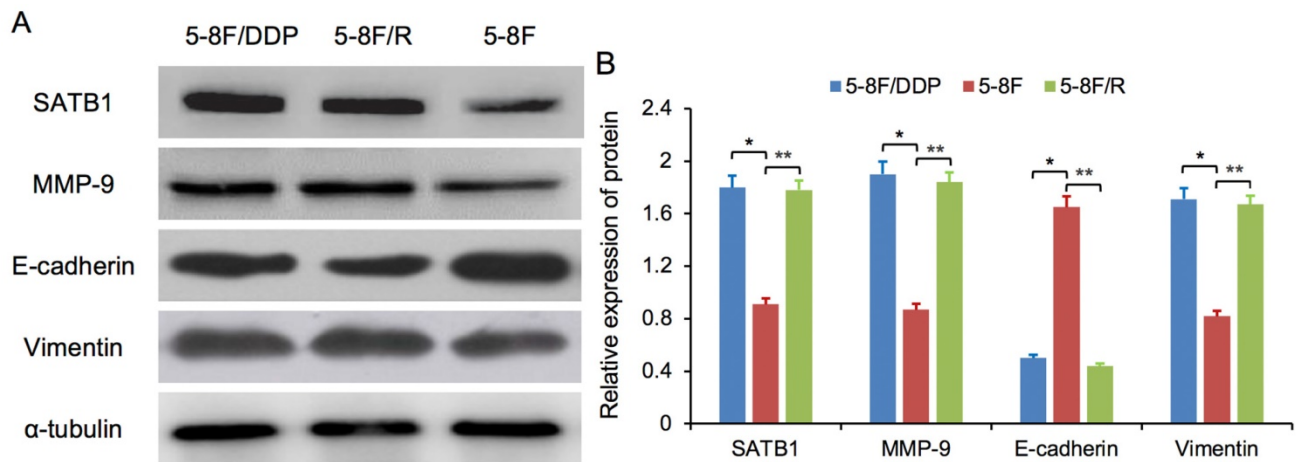 A
5-8F/DDP 5-8F/R 5-8F
SATB1
MMP-9
E-cadherin
Vimentin
α-tubulin
B
5-8F/DDP 5-8F 5-8F/R
Relative expression of protein
2.4
2
1.6
1.2
0.8
0.4
0
* ** * ** * ** * **
SATB1 MMP-9 E-cadherin Vimentin